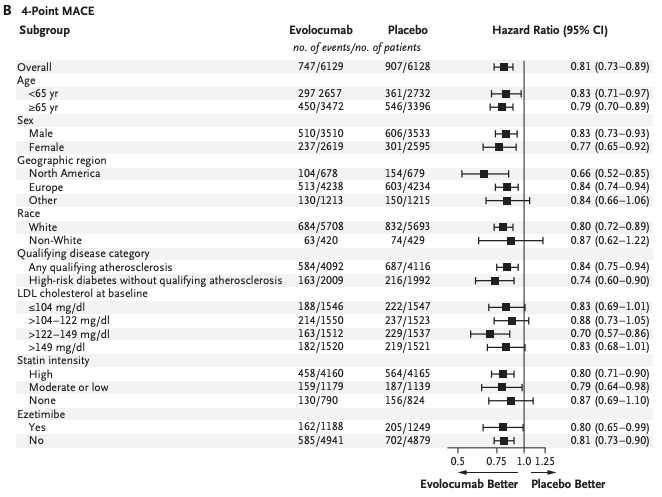 B 4-Point MACE
Subgroup Evolocumab Placebo Hazard Ratio (95% CI)
no. of events/no. of patients
Overall 747/6129 907/6128 0.81 (0.73–0.89)
Age
<65 yr 297 2657 361/2732 0.83 (0.71–0.97)
≥65 yr 450/3472 546/3396 0.79 (0.70–0.89)
Sex
Male 510/3510 606/3533 0.83 (0.73–0.93)
Female 237/2619 301/2595 0.77 (0.65–0.92)
Geographic region
North America 104/678 154/679 0.66 (0.52–0.85)
Europe 513/4238 603/4234 0.84 (0.74–0.94)
Other 130/1213 150/1215 0.84 (0.66-1.06)
Race
White 684/5708 832/5693 0.80 (0.72–0.89)
Non-White 63/420 74/429 0.87 (0.62–1.22)
Qualifying disease category
Any qualifying atherosclerosis 584/4092 687/4116 0.84 (0.75–0.94)
High-risk diabetes without qualifying atherosclerosis 163/2009 216/1992 0.74 (0.60–0.90)
LDL cholesterol at baseline
≤104 mg/dl 188/1546 222/1547 0.83 (0.69–1.01)
>104–122 mg/dl 214/1550 237/1523 0.88 (0.73–1.05)
>122–149 mg/dl 163/1512 229/1537 0.70 (0.57–0.86)
>149 mg/dl 182/1520 219/1521 0.83 (0.68–1.01)
Statin intensity
High 458/4160 564/4165 0.80 (0.71–0.90)
Moderate or low 159/1179 187/1139 0.79 (0.64–0.98)
None 130/790 156/824 0.87 (0.69–1.10)
Ezetimibe
Yes 162/1188 205/1249 0.80 (0.65–0.99)
No 585/4941 702/4879 0.81 (0.73–0.90)
0.5 0.75 1.0 1.25
Evolocumab Better Placebo Better